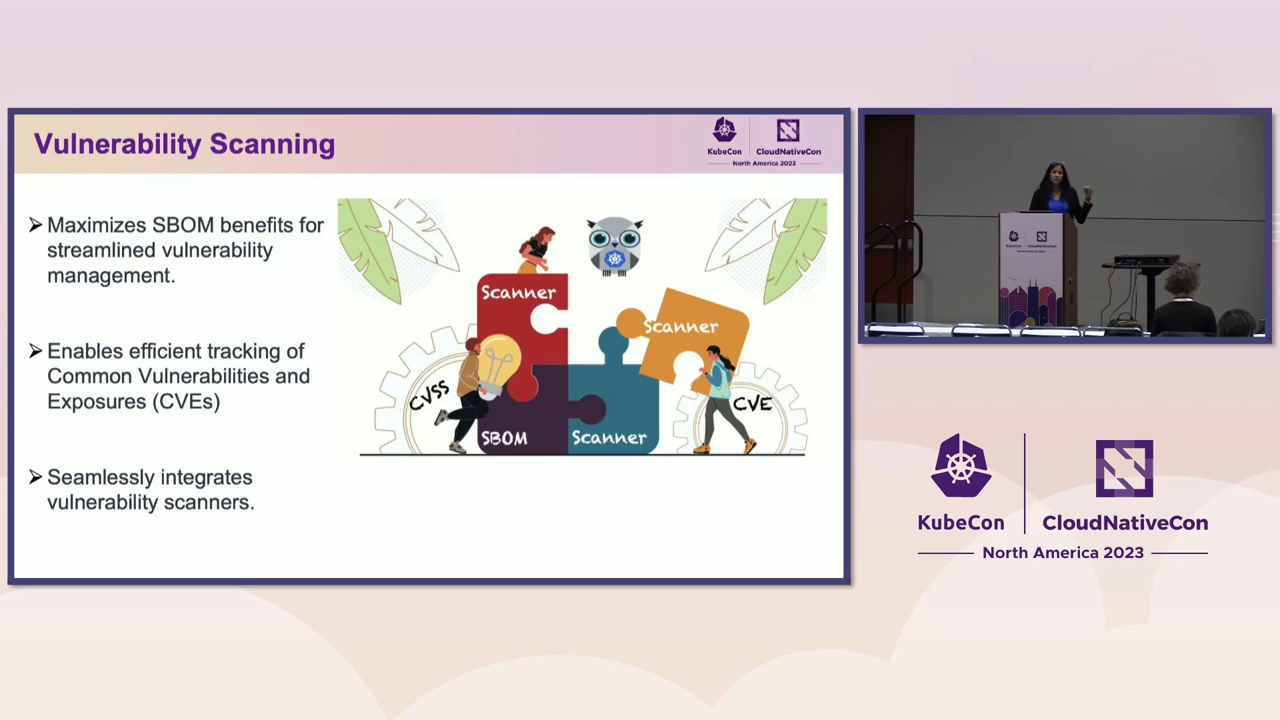 Vulnerability Scanning
KubeCon
CloudNativeCon
North America 2023
Maximizes SBOM benefits for
streamlined vulnerability
management.
Enables efficient tracking of
Common Vulnerabilities and
Exposures (CVEs)
Seamlessly integrates
vulnerability scanners.
Scanner
Scanner
CVSS
CVE
SBOM
Scanner
KubeCon
CloudNativeCon
North America 2023